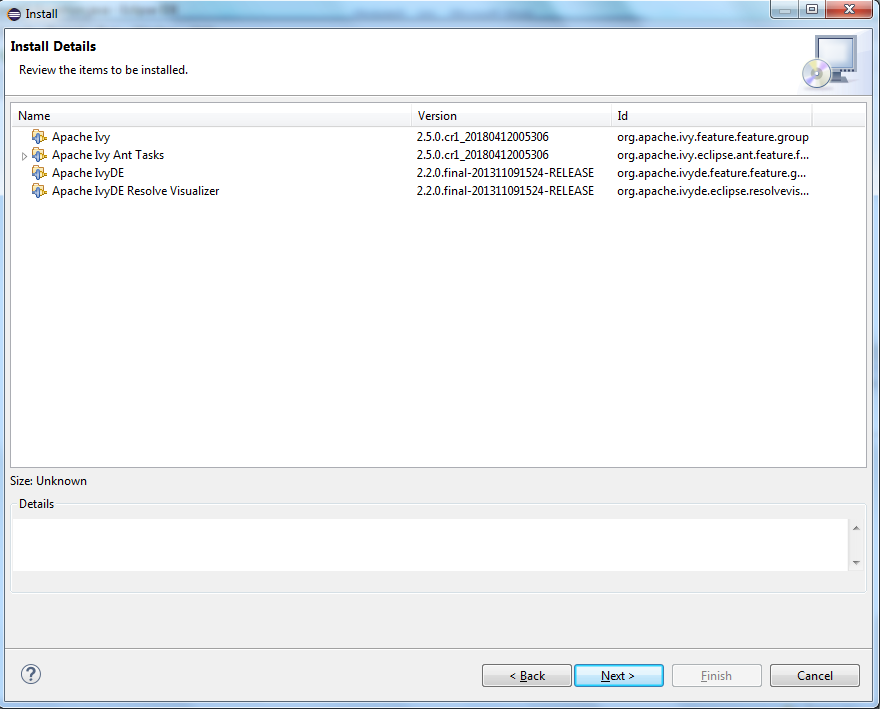 Install
Install Details
Review the items to be installed.
Name Version Id
Apache Ivy 2.5.0.cr1_20180412005306 org.apache.ivy.feature.feature.group
Apache Ivy Ant Tasks 2.5.0.cr1_20180412005306 org.apache.ivy.eclipse.ant.feature.f...
Apache IvyDE 2.2.0.final-201311091524-RELEASE org.apache.ivyde.feature.feature.g...
Apache IvyDE Resolve Visualizer 2.2.0.final-201311091524-RELEASE org.apache.ivyde.eclipse.resolvevis...
Size: Unknown
Details
< Back Next > Finish Cancel